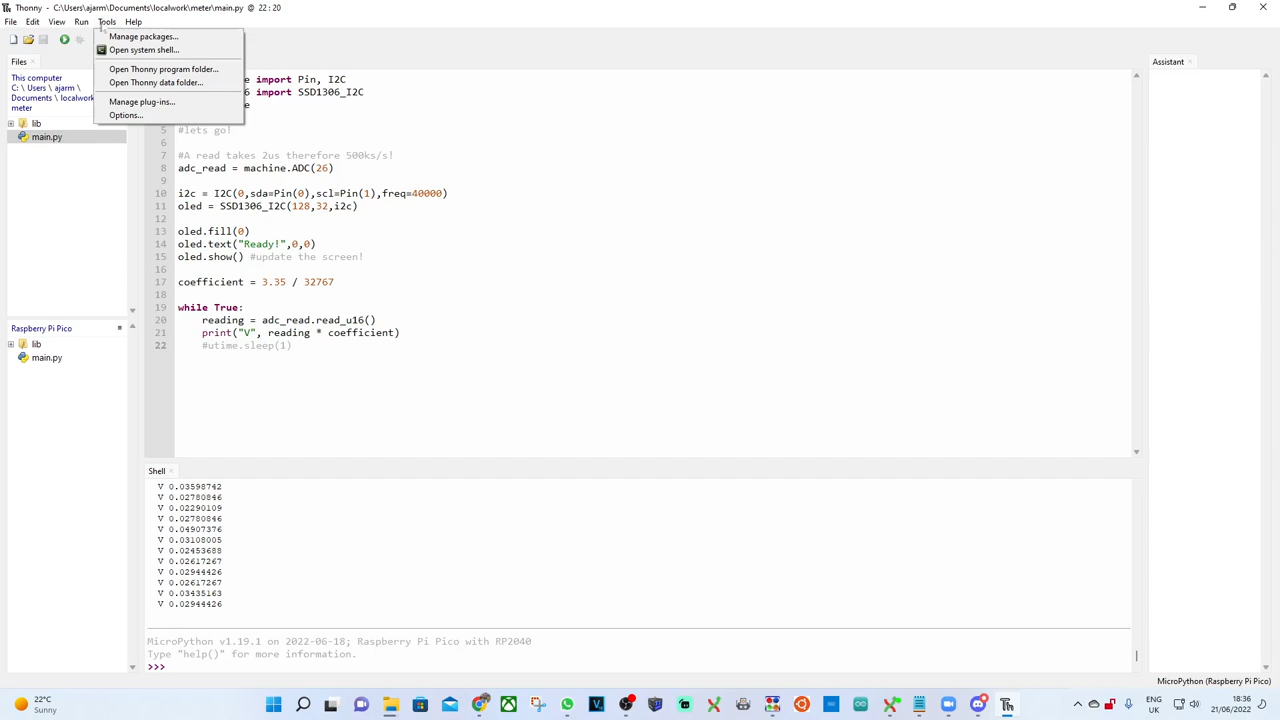 Thonny - C:\Users\ajarm\Documents\localwork\meter\main.py @ 22 : 20
File Edit View Run Tools Help
Manage packages...
Open system shell...
Open Thonny program folder...
Open Thonny data folder...
Manage plug-ins...
Options...
Files
This computer
C: \ Users \ ajarm \
Documents \ localwork
meter
lib
main.py
Raspberry Pi Pico
lib
main.py
e import Pin, I2C
6 import SSD1306_I2C
e
5 #lets go!
6
7 #A read takes 2us therefore 500ks/s!
8 adc_read = machine.ADC(26)
9
10 i2c = I2C(0,sda=Pin(0),scl=Pin(1),freq=40000)
11 oled = SSD1306_I2C(128,32,i2c)
12
13 oled.fill(0)
14 oled.text("Ready!",0,0)
15 oled.show() #update the screen!
16
17 coefficient = 3.35 / 32767
18
19 while True:
20 reading = adc_read.read_u16()
21 print("V", reading * coefficient)
22 #utime.sleep(1)
Shell
V 0.03598742
V 0.02780846
V 0.02290109
V 0.02780846
V 0.04907376
V 0.03108005
V 0.02453688
V 0.02617267
V 0.02944426
V 0.02617267
V 0.03435163
V 0.02944426
MicroPython v1.19.1 on 2022-06-18; Raspberry Pi Pico with RP2040
Type "help()" for more information.
>>>
Assistant
MicroPython (Raspberry Pi Pico)
22°C
Sunny
ENG
UK
18:36
21/06/2022